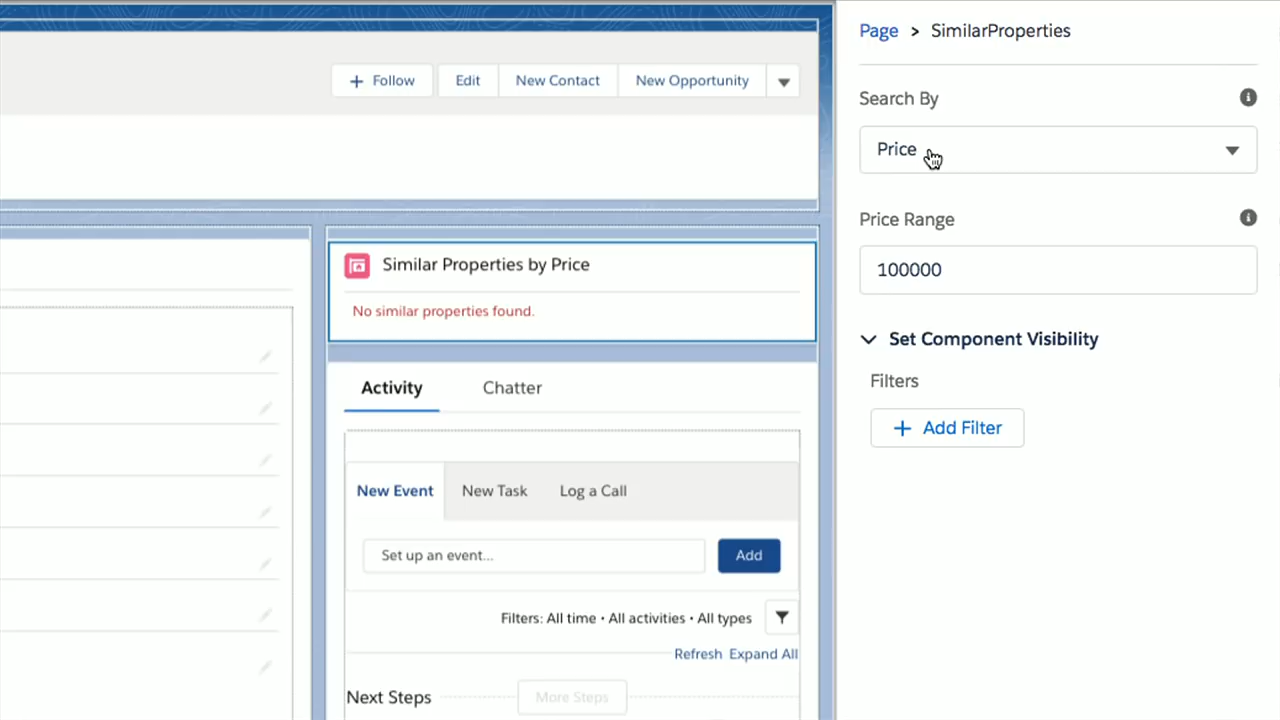 Follow
Edit
New Contact
New Opportunity
Similar Properties by Price
No similar properties found.
Activity
Chatter
New Event
New Task
Log a Call
Set up an event...
Add
Filters: All time • All activities • All types
Refresh Expand All
Next Steps
More Steps
Page > SimilarProperties
Search By
Price
Price Range
100000
Set Component Visibility
Filters
+ Add Filter